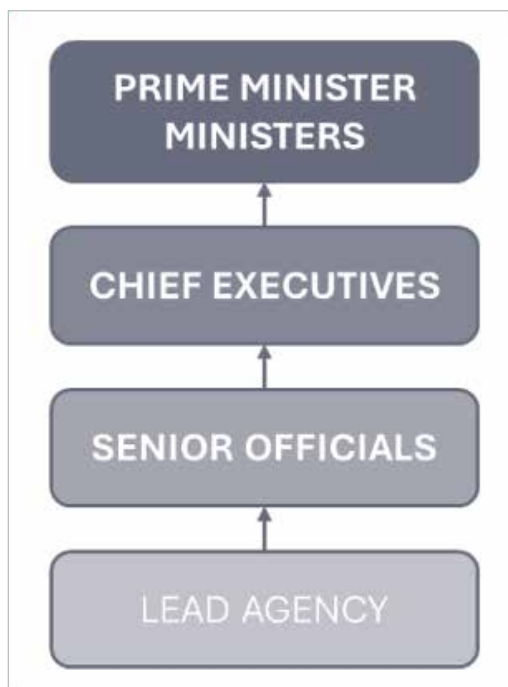 PRIME MINISTER
MINISTERS
CHIEF EXECUTIVES
SENIOR OFFICIALS
LEAD AGENCY